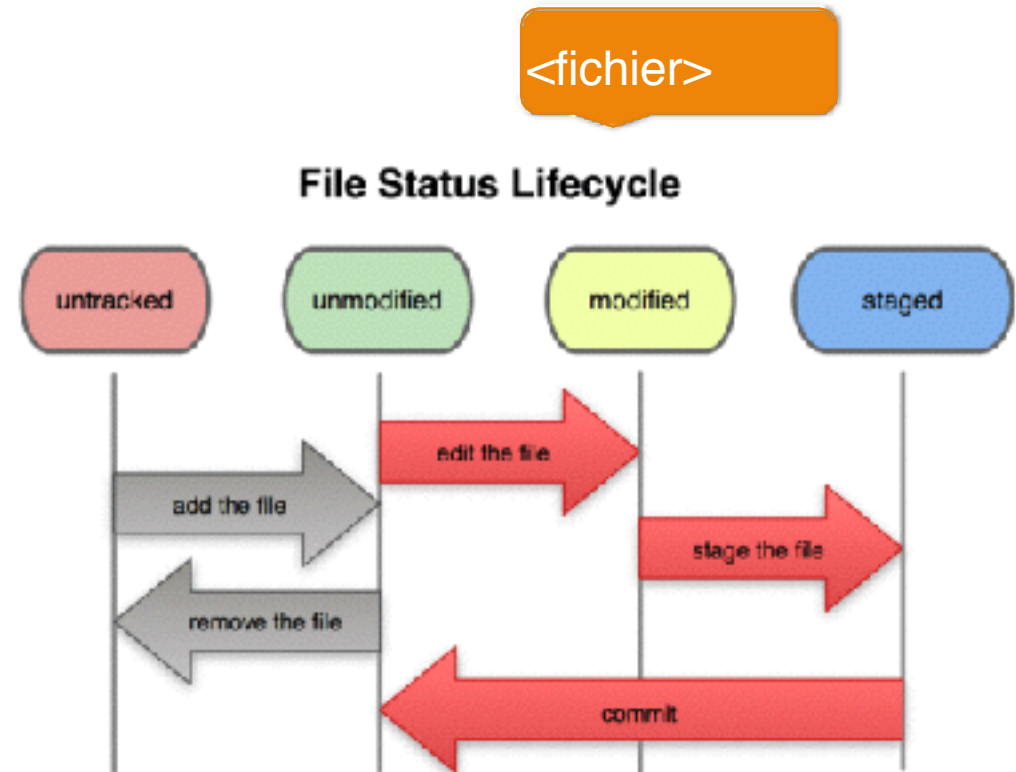 <fichier>
File Status Lifecycle
untracked
unmodified
modified
staged
edit the file
add the file
stage the file
remove the file
commit